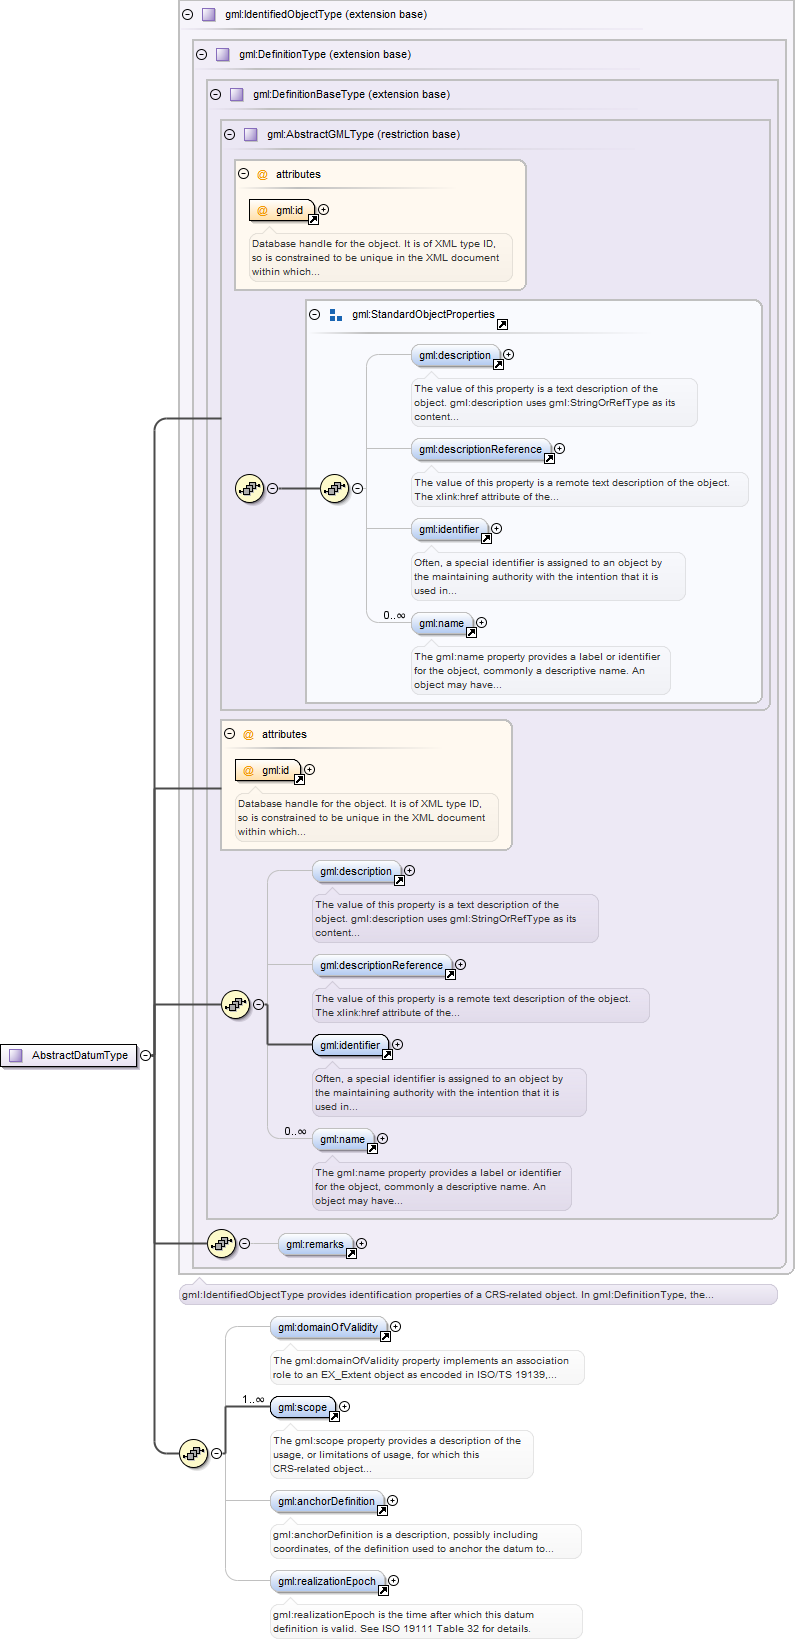 gml:IdentifiedObjectType (extension base)
gml:DefinitionType (extension base)
gml:DefinitionBaseType (extension base)
gml:AbstractGMLType (restriction base)
@ attributes
@ gml:id
Database handle for the object. It is of XML type ID,
so is constrained to be unique in the XML document
within which...
gml:StandardObjectProperties
gml:description
The value of this property is a text description of the
object. gml:description uses gml:StringOrRefType as its
content...
gml:descriptionReference
The value of this property is a remote text description of the object.
The xlink:href attribute of the...
gml:identifier
Often, a special identifier is assigned to an object by
the maintaining authority with the intention that it is
used in...
0..∞
gml:name
The gml:name property provides a label or identifier
for the object, commonly a descriptive name. An
object may have...
@ attributes
@ gml:id
Database handle for the object. It is of XML type ID,
so is constrained to be unique in the XML document
within which...
gml:description
The value of this property is a text description of the
object. gml:description uses gml:StringOrRefType as its
content...
gml:descriptionReference
The value of this property is a remote text description of the object.
The xlink:href attribute of the...
gml:identifier
AbstractDatumType
Often, a special identifier is assigned to an object by
the maintaining authority with the intention that it is
used in...
0..∞
gml:name
The gml:name property provides a label or identifier
for the object, commonly a descriptive name. An
object may have...
gml:remarks
gml:IdentifiedObjectType provides identification properties of a CRS-related object. In gml:DefinitionType, the...
gml:domainOfValidity
The gml:domainOfValidity property implements an association
role to an EX_Extent object as encoded in ISO/TS 19139,...
1..∞
gml:scope
The gml:scope property provides a description of the
usage, or limitations of usage, for which this
CRS-related object...
gml:anchorDefinition
gml:anchorDefinition is a description, possibly including
coordinates, of the definition used to anchor the datum to...
gml:realizationEpoch
gml:realizationEpoch is the time after which this datum
definition is valid. See ISO 19111 Table 32 for details.